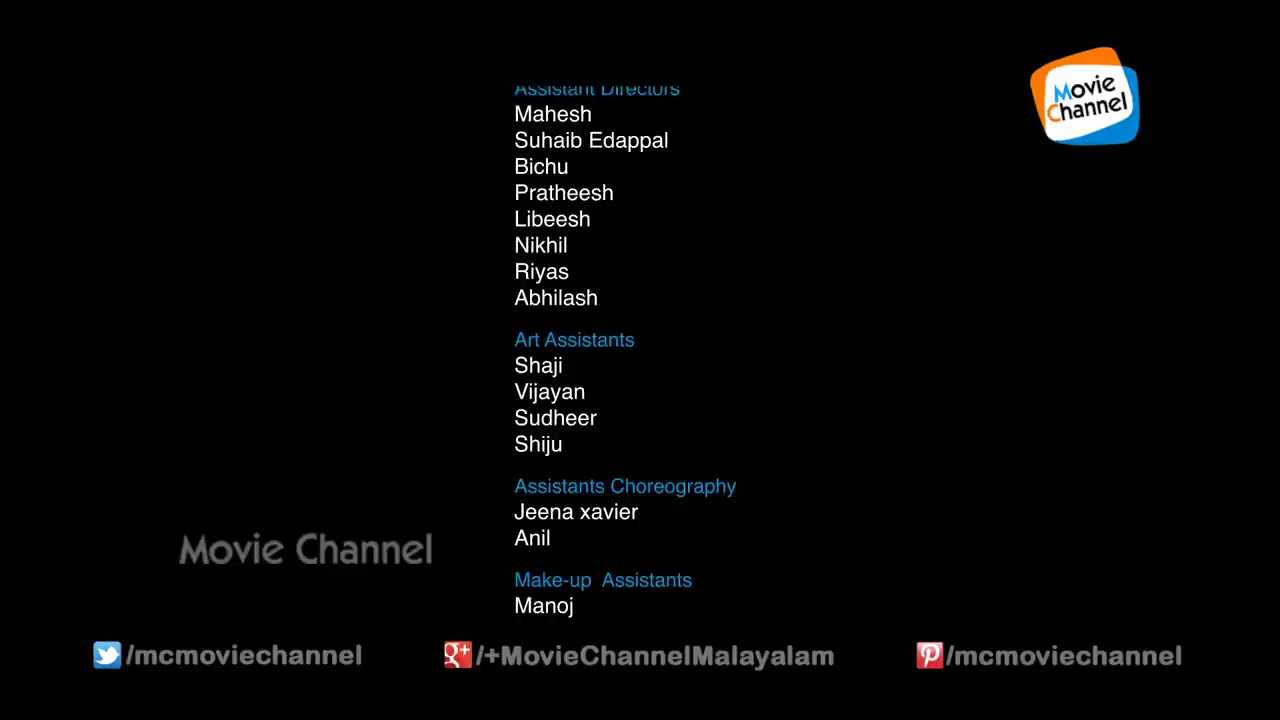 Assistant Directors
Mahesh
Suhaib Edappal
Bichu
Pratheesh
Libeesh
Nikhil
Riyas
Abhilash
Art Assistants
Shaji
Vijayan
Sudheer
Shiju
Assistants Choreography
Jeena xavier
Anil
Make-up Assistants
Manoj
Movie
Channel
Movie Channel
/mcmoviechannel
/+MovieChannelMalayalam
/mcmoviechannel